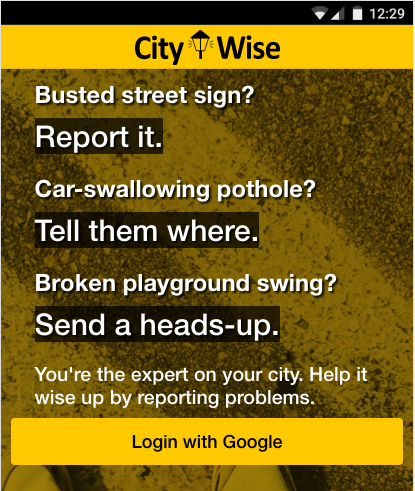 12:29
City Wise
Busted street sign?
Report it.
Car-swallowing pothole?
Tell them where.
Broken playground swing?
Send a heads-up.
You're the expert on your city. Help it
wise up by reporting problems.
Login with Google